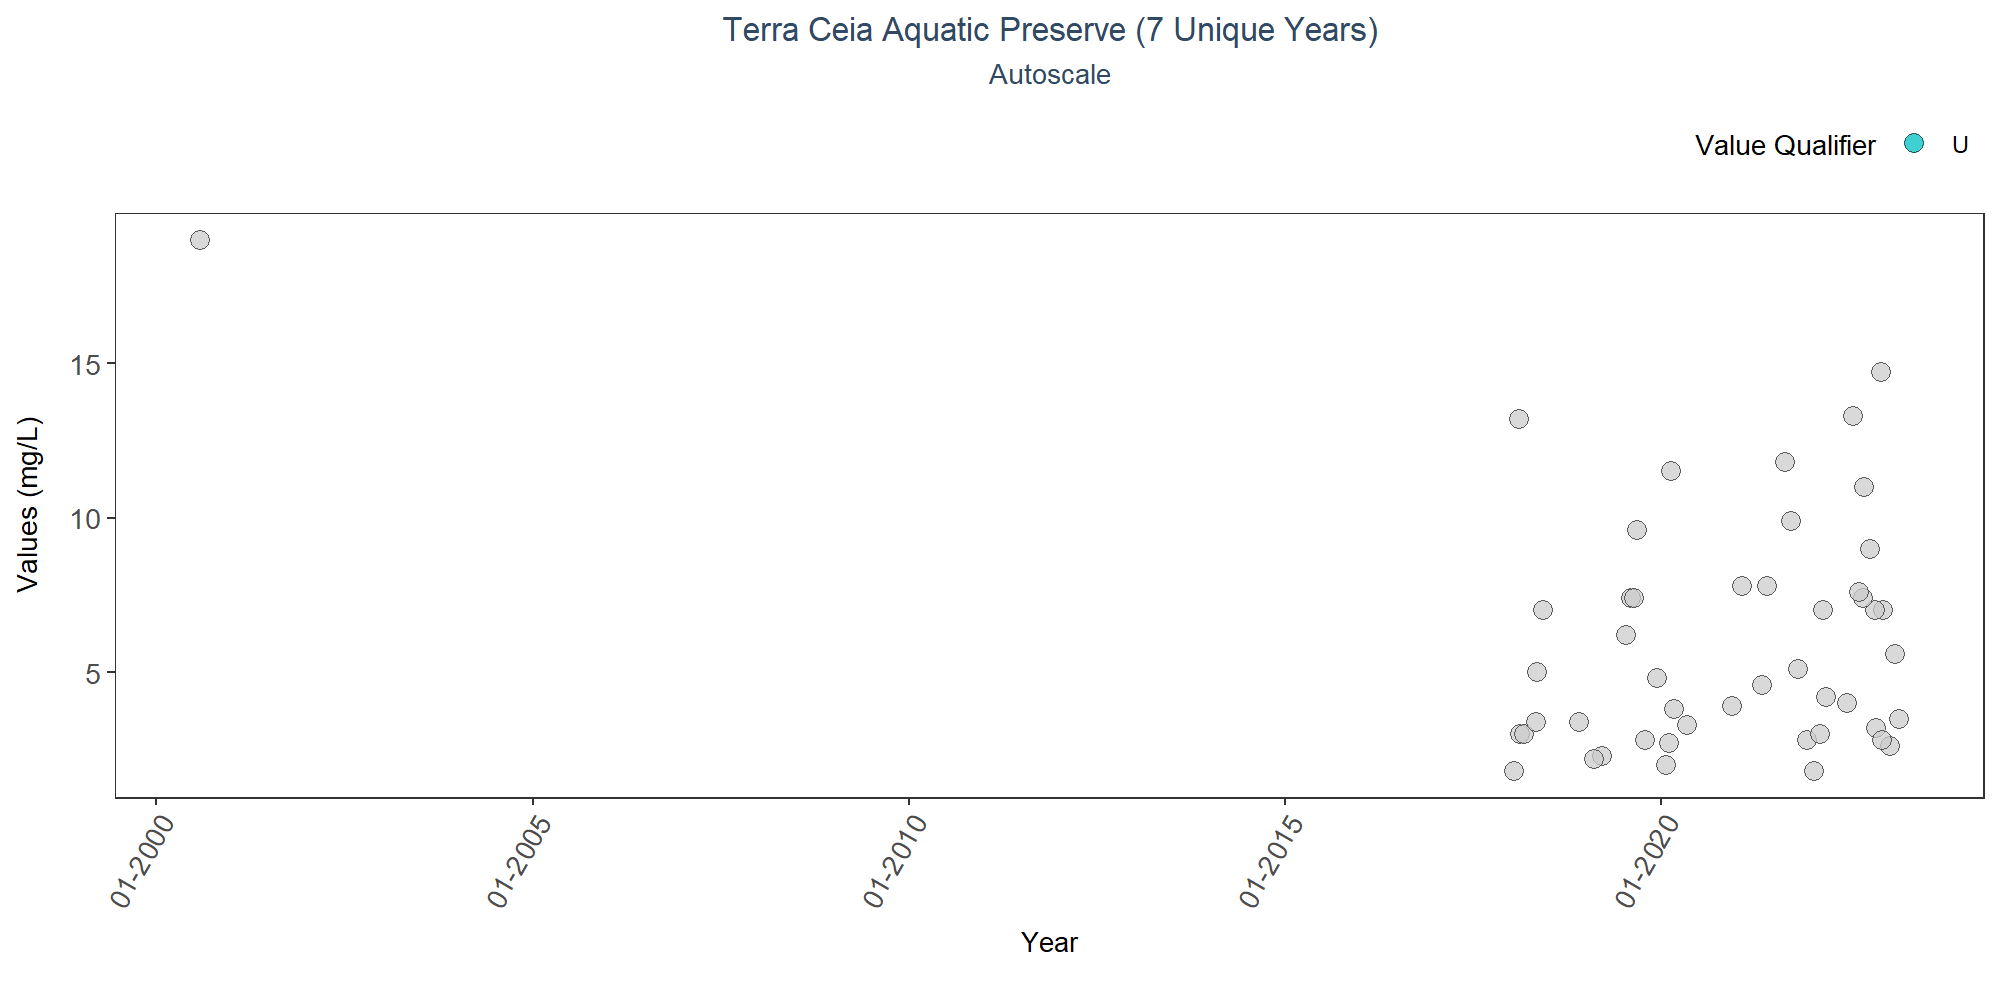 Terra Ceia Aquatic Preserve (7 Unique Years)
Autoscale
Value Qualifier U
Values (mg/L)
15
10
5
01-2000 01-2005 01-2010 01-2015 01-2020
Year